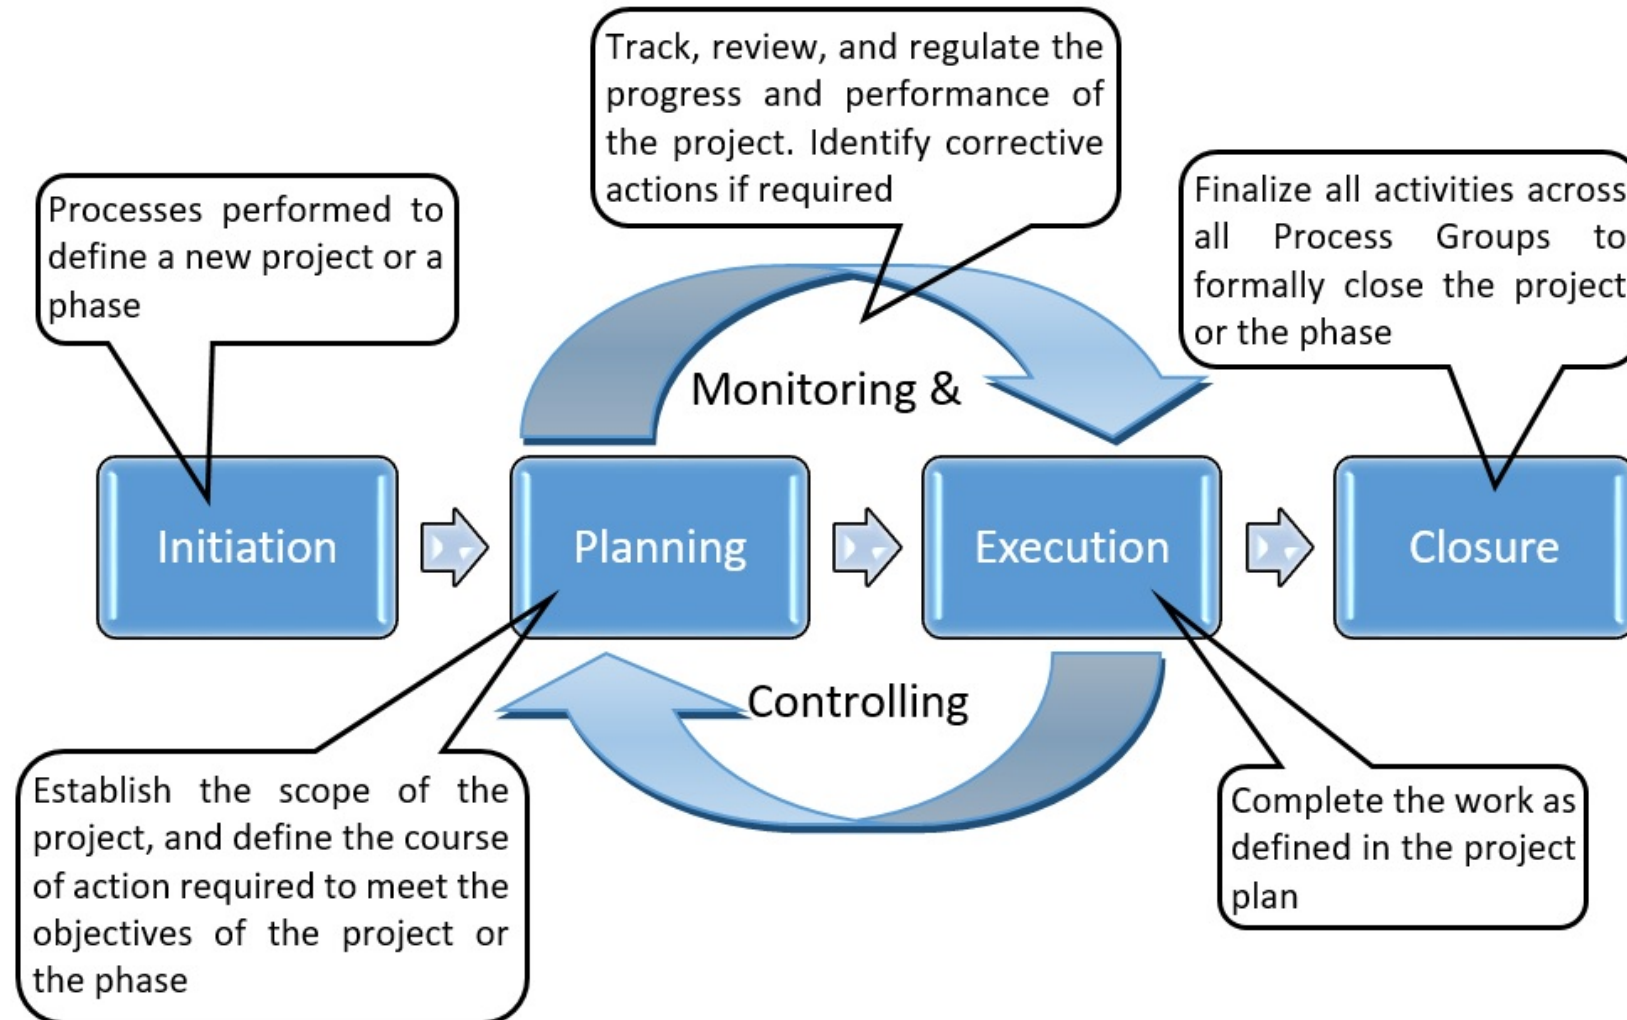 Track, review, and regulate the
progress and performance of
the project. Identify corrective
actions if required
Processes performed to
define a new project or a
phase
Finalize all activities across
all Process Groups to
formally close the project
or the phase
Monitoring &
Initiation
Planning
Execution
Closure
Controlling
Establish the scope of the
project, and define the course
of action required to meet the
objectives of the project or
the phase
Complete the work as
defined in the project
plan